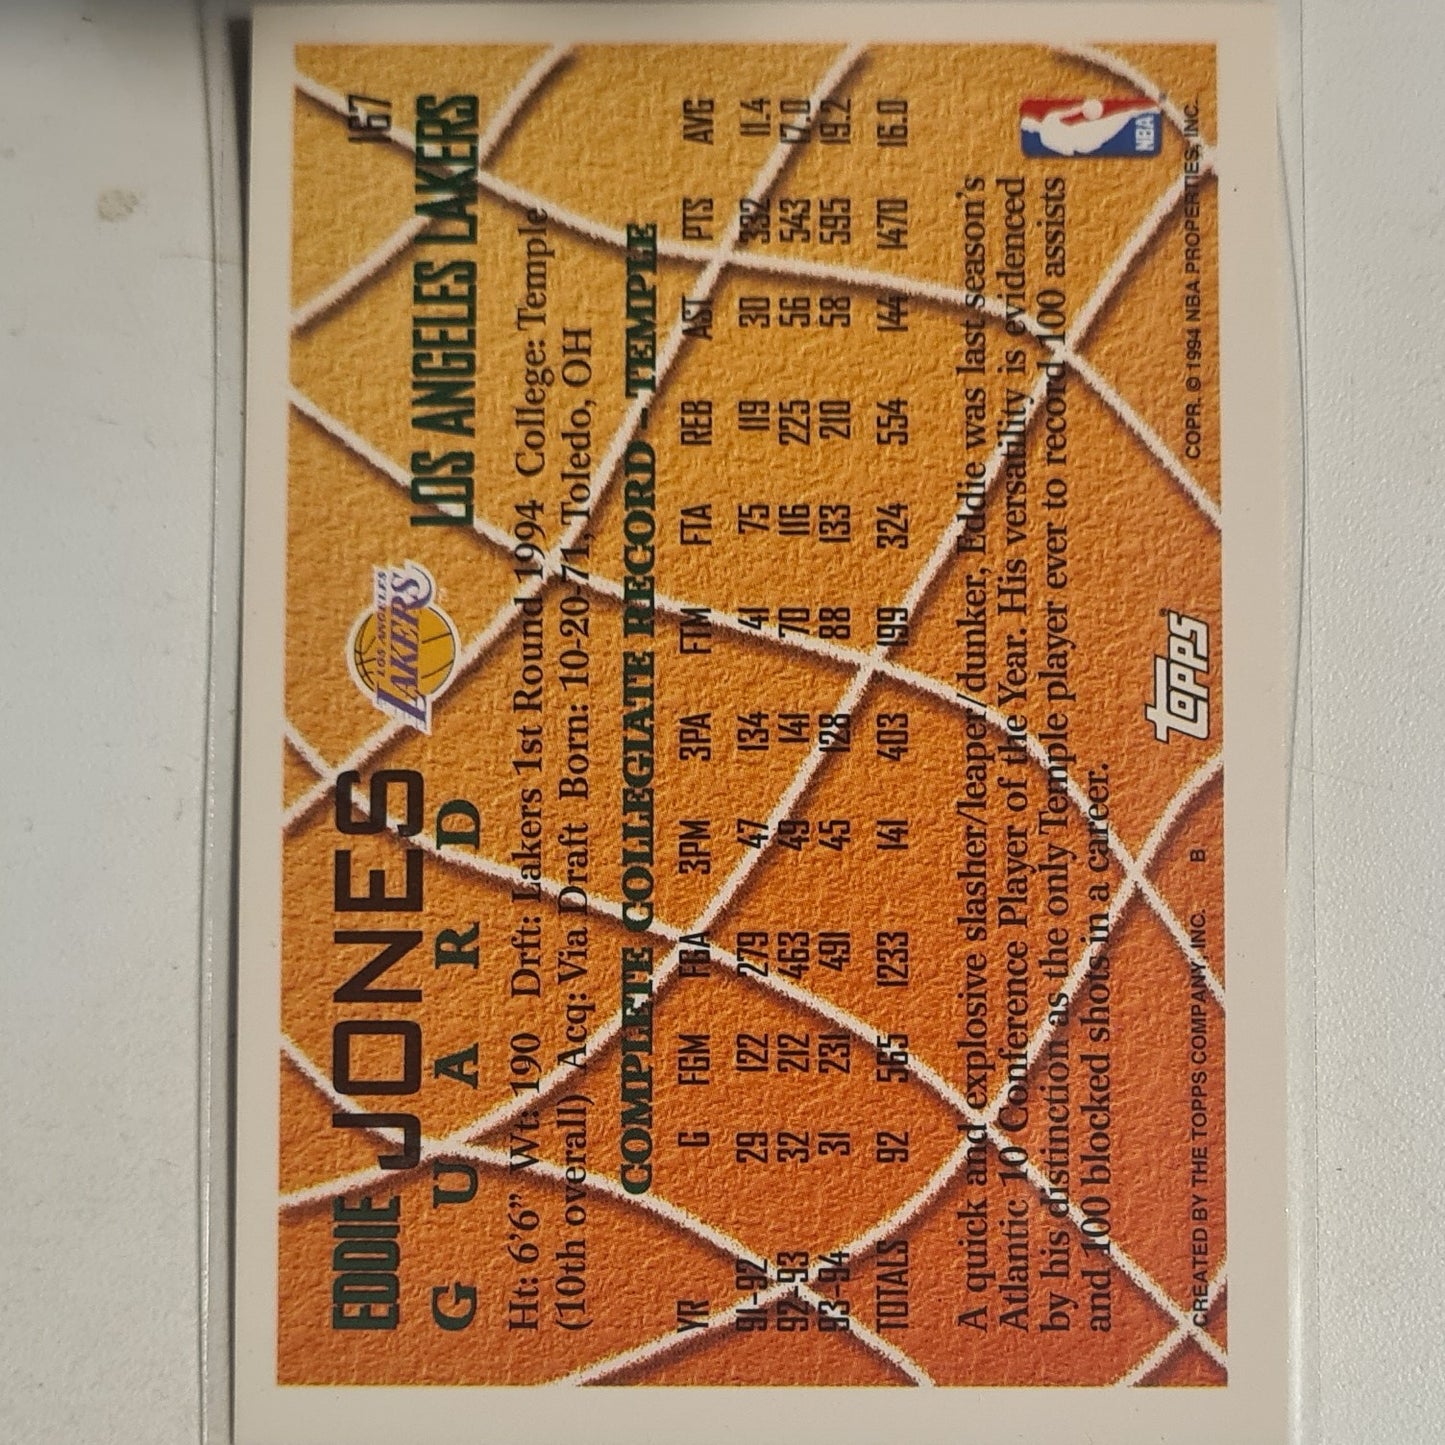 167
EDDIE JONES LOS ANGELES LAKERS LOS ANGELES LAKERS
GUARD
Ht: 6'6" Wt: 190 Drft: Lakers 1st Round 1994 College: Temple
(10th overall) Acq: Via Draft Born: 10-20-71, Toledo, OH
COMPLETE COLLEGIATE RECORD - TEMPLE
YR G FGM FGA 3PM 3PA FTM FTA REB AST PTS AVG
91-92 29 122 279 47 134 41 75 119 30 332 11.4
92-93 32 212 463 49 141 70 116 225 56 543 17.0
93-94 31 231 491 45 128 88 133 210 58 595 19.2
TOTALS 92 565 1233 141 403 199 324 554 144 1470 16.0
A quick and explosive slasher/leaper/dunker, Eddie was last season's
Atlantic 10 Conference Player of the Year. His versatility is evidenced
by his distinction as the only Temple player ever to record 100 assists
and 100 blocked shots in a career.
NBA
CREATED BY THE TOPPS COMPANY, INC. B TOPPS COPR. © 1994 NBA PROPERTIES, INC.